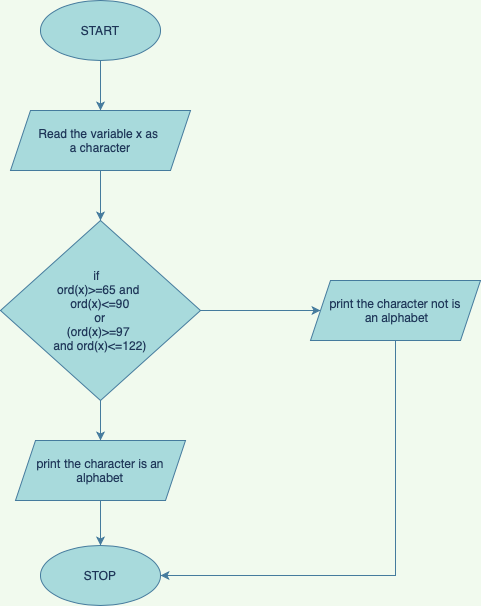 START
Read the variable x as
a character
if
ord(x)>=65 and
ord(x)<=90
or
(ord(x)>=97
and ord(x)<=122)
print the character not is
an alphabet
print the character is an
alphabet
STOP